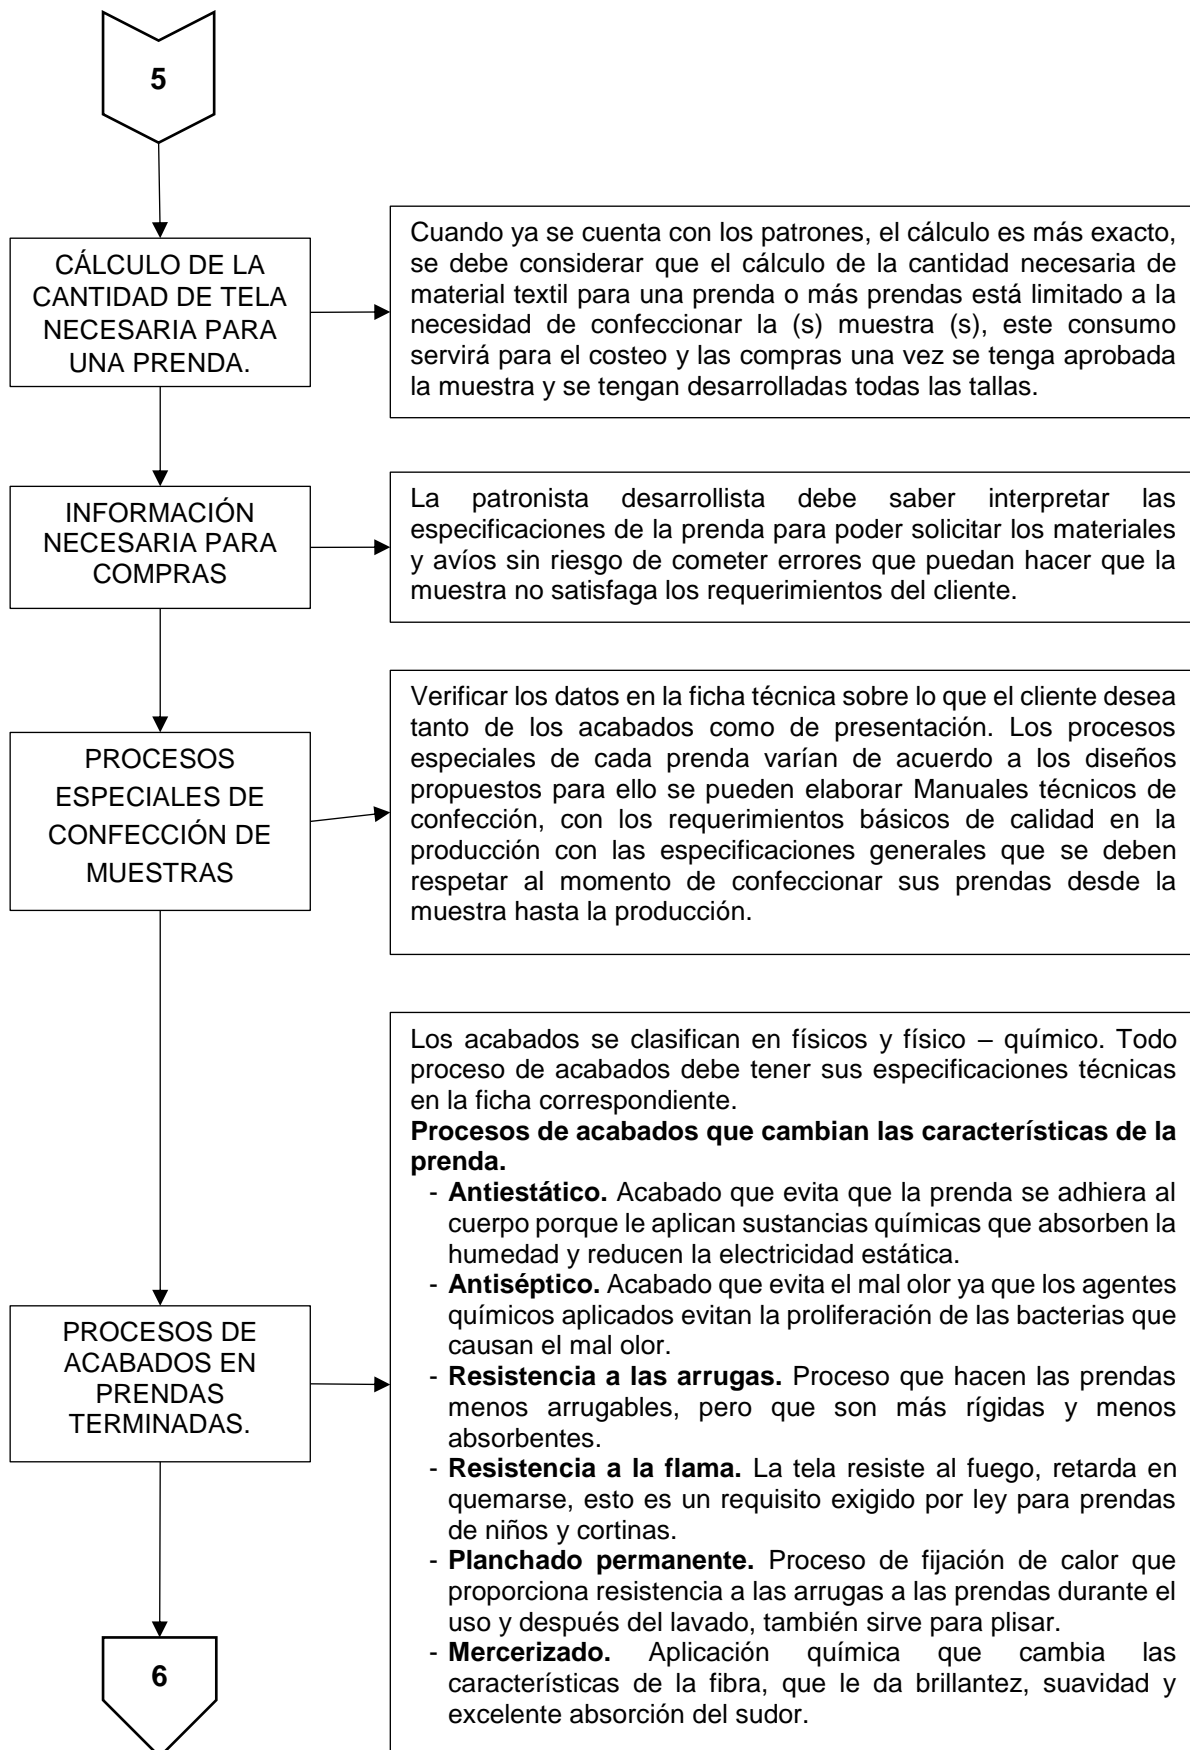 5
CÁLCULO DE LA
CANTIDAD DE TELA
NECESARIA PARA
UNA PRENDA.
Cuando ya se cuenta con los patrones, el cálculo es más exacto,
se debe considerar que el cálculo de la cantidad necesaria de
material textil para una prenda o más prendas está limitado a la
necesidad de confeccionar la (s) muestra (s), este consumo
servirá para el costeo y las compras una vez se tenga aprobada
la muestra y se tengan desarrolladas todas las tallas.
INFORMACIÓN
NECESARIA PARA
COMPRAS
La patronista desarrollista debe saber interpretar las
especificaciones de la prenda para poder solicitar los materiales
y avíos sin riesgo de cometer errores que puedan hacer que la
muestra no satisfaga los requerimientos del cliente.
PROCESOS
ESPECIALES DE
CONFECCIÓN DE
MUESTRAS
Verificar los datos en la ficha técnica sobre lo que el cliente desea
tanto de los acabados como de presentación. Los procesos
especiales de cada prenda varían de acuerdo a los diseños
propuestos para ello se pueden elaborar Manuales técnicos de
confección, con los requerimientos básicos de calidad en la
producción con las especificaciones generales que se deben
respetar al momento de confeccionar sus prendas desde la
muestra hasta la producción.
PROCESOS DE
ACABADOS EN
PRENDAS
TERMINADAS.
Los acabados se clasifican en físicos y físico – químico. Todo
proceso de acabados debe tener sus especificaciones técnicas
en la ficha correspondiente.
Procesos de acabados que cambian las características de la
prenda.
- Antiestático. Acabado que evita que la prenda se adhiera al
cuerpo porque le aplican sustancias químicas que absorben la
humedad y reducen la electricidad estática.
- Antiséptico. Acabado que evita el mal olor ya que los agentes
químicos aplicados evitan la proliferación de las bacterias que
causan el mal olor.
- Resistencia a las arrugas. Proceso que hacen las prendas
menos arrugables, pero que son más rígidas y menos
absorbentes.
- Resistencia a la flama. La tela resiste al fuego, retarda en
quemarse, esto es un requisito exigido por ley para prendas
de niños y cortinas.
- Planchado permanente. Proceso de fijación de calor que
proporciona resistencia a las arrugas a las prendas durante el
uso y después del lavado, también sirve para plisar.
- Mercerizado. Aplicación química que cambia las
características de la fibra, que le da brillantez, suavidad y
excelente absorción del sudor.
6